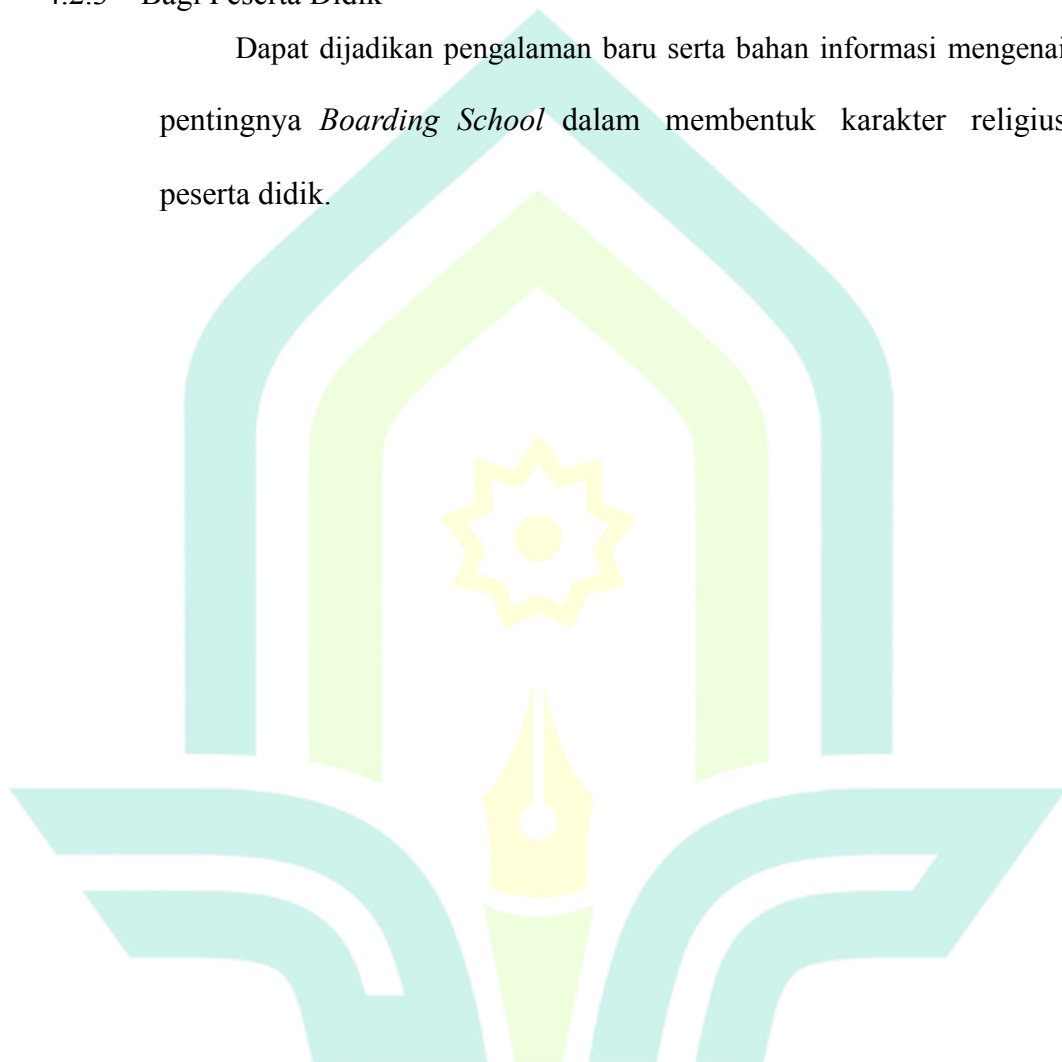 4.2.3 Bagi Peserta Didik
Dapat dijadikan pengalaman baru serta bahan informasi mengenai
pentingnya Boarding School dalam membentuk karakter religius
peserta didik.